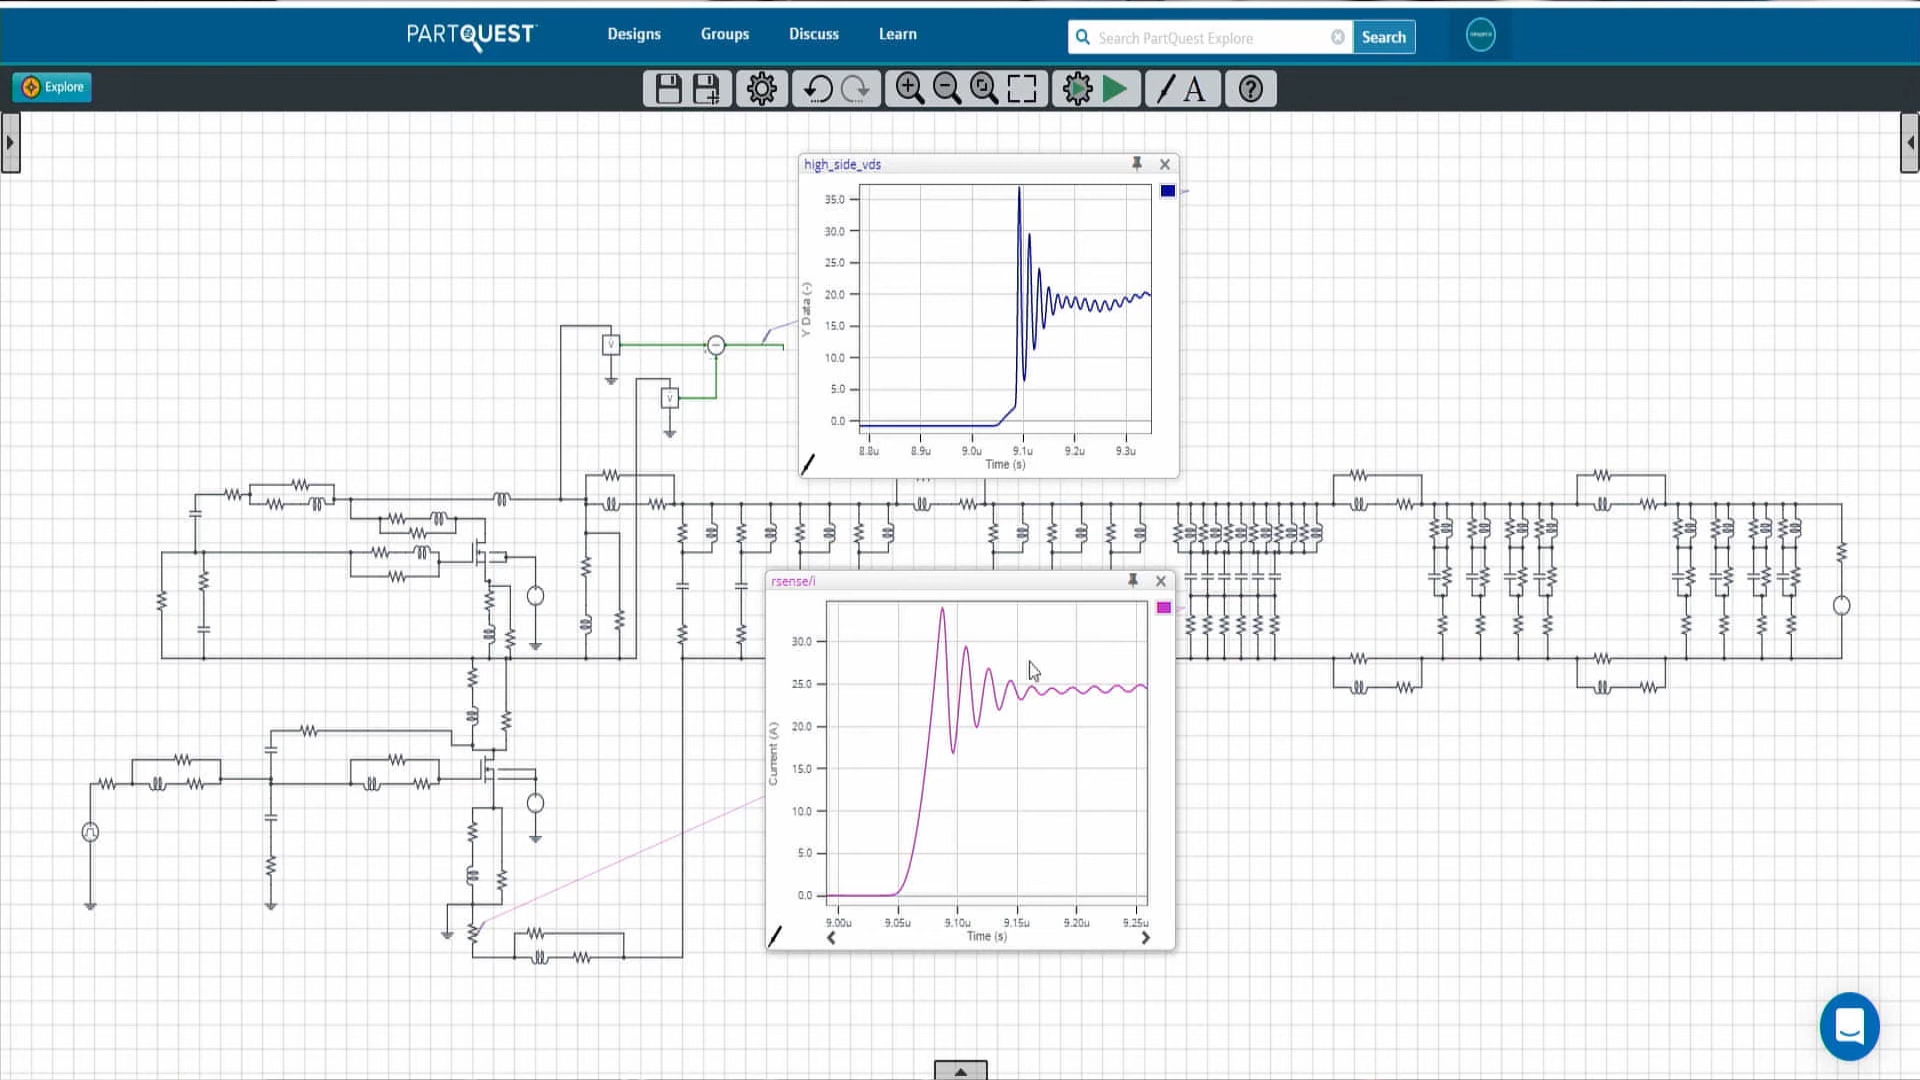 PARTQUEST Designs Groups Discuss Learn Search PartQuest Explore Search
Explore
A ?
high_side_vds
35.0
30.0
25.0
20.0
15.0
10.0
5.0
0.0
Y Data (-)
8.8u 8.9u 9.0u 9.1u 9.2u 9.3u
Time (s)
V
V
rsense/i
30.0
25.0
20.0
15.0
10.0
5.0
0.0
Current (A)
9.00u 9.05u 9.10u 9.15u 9.20u 9.25u
Time (s)